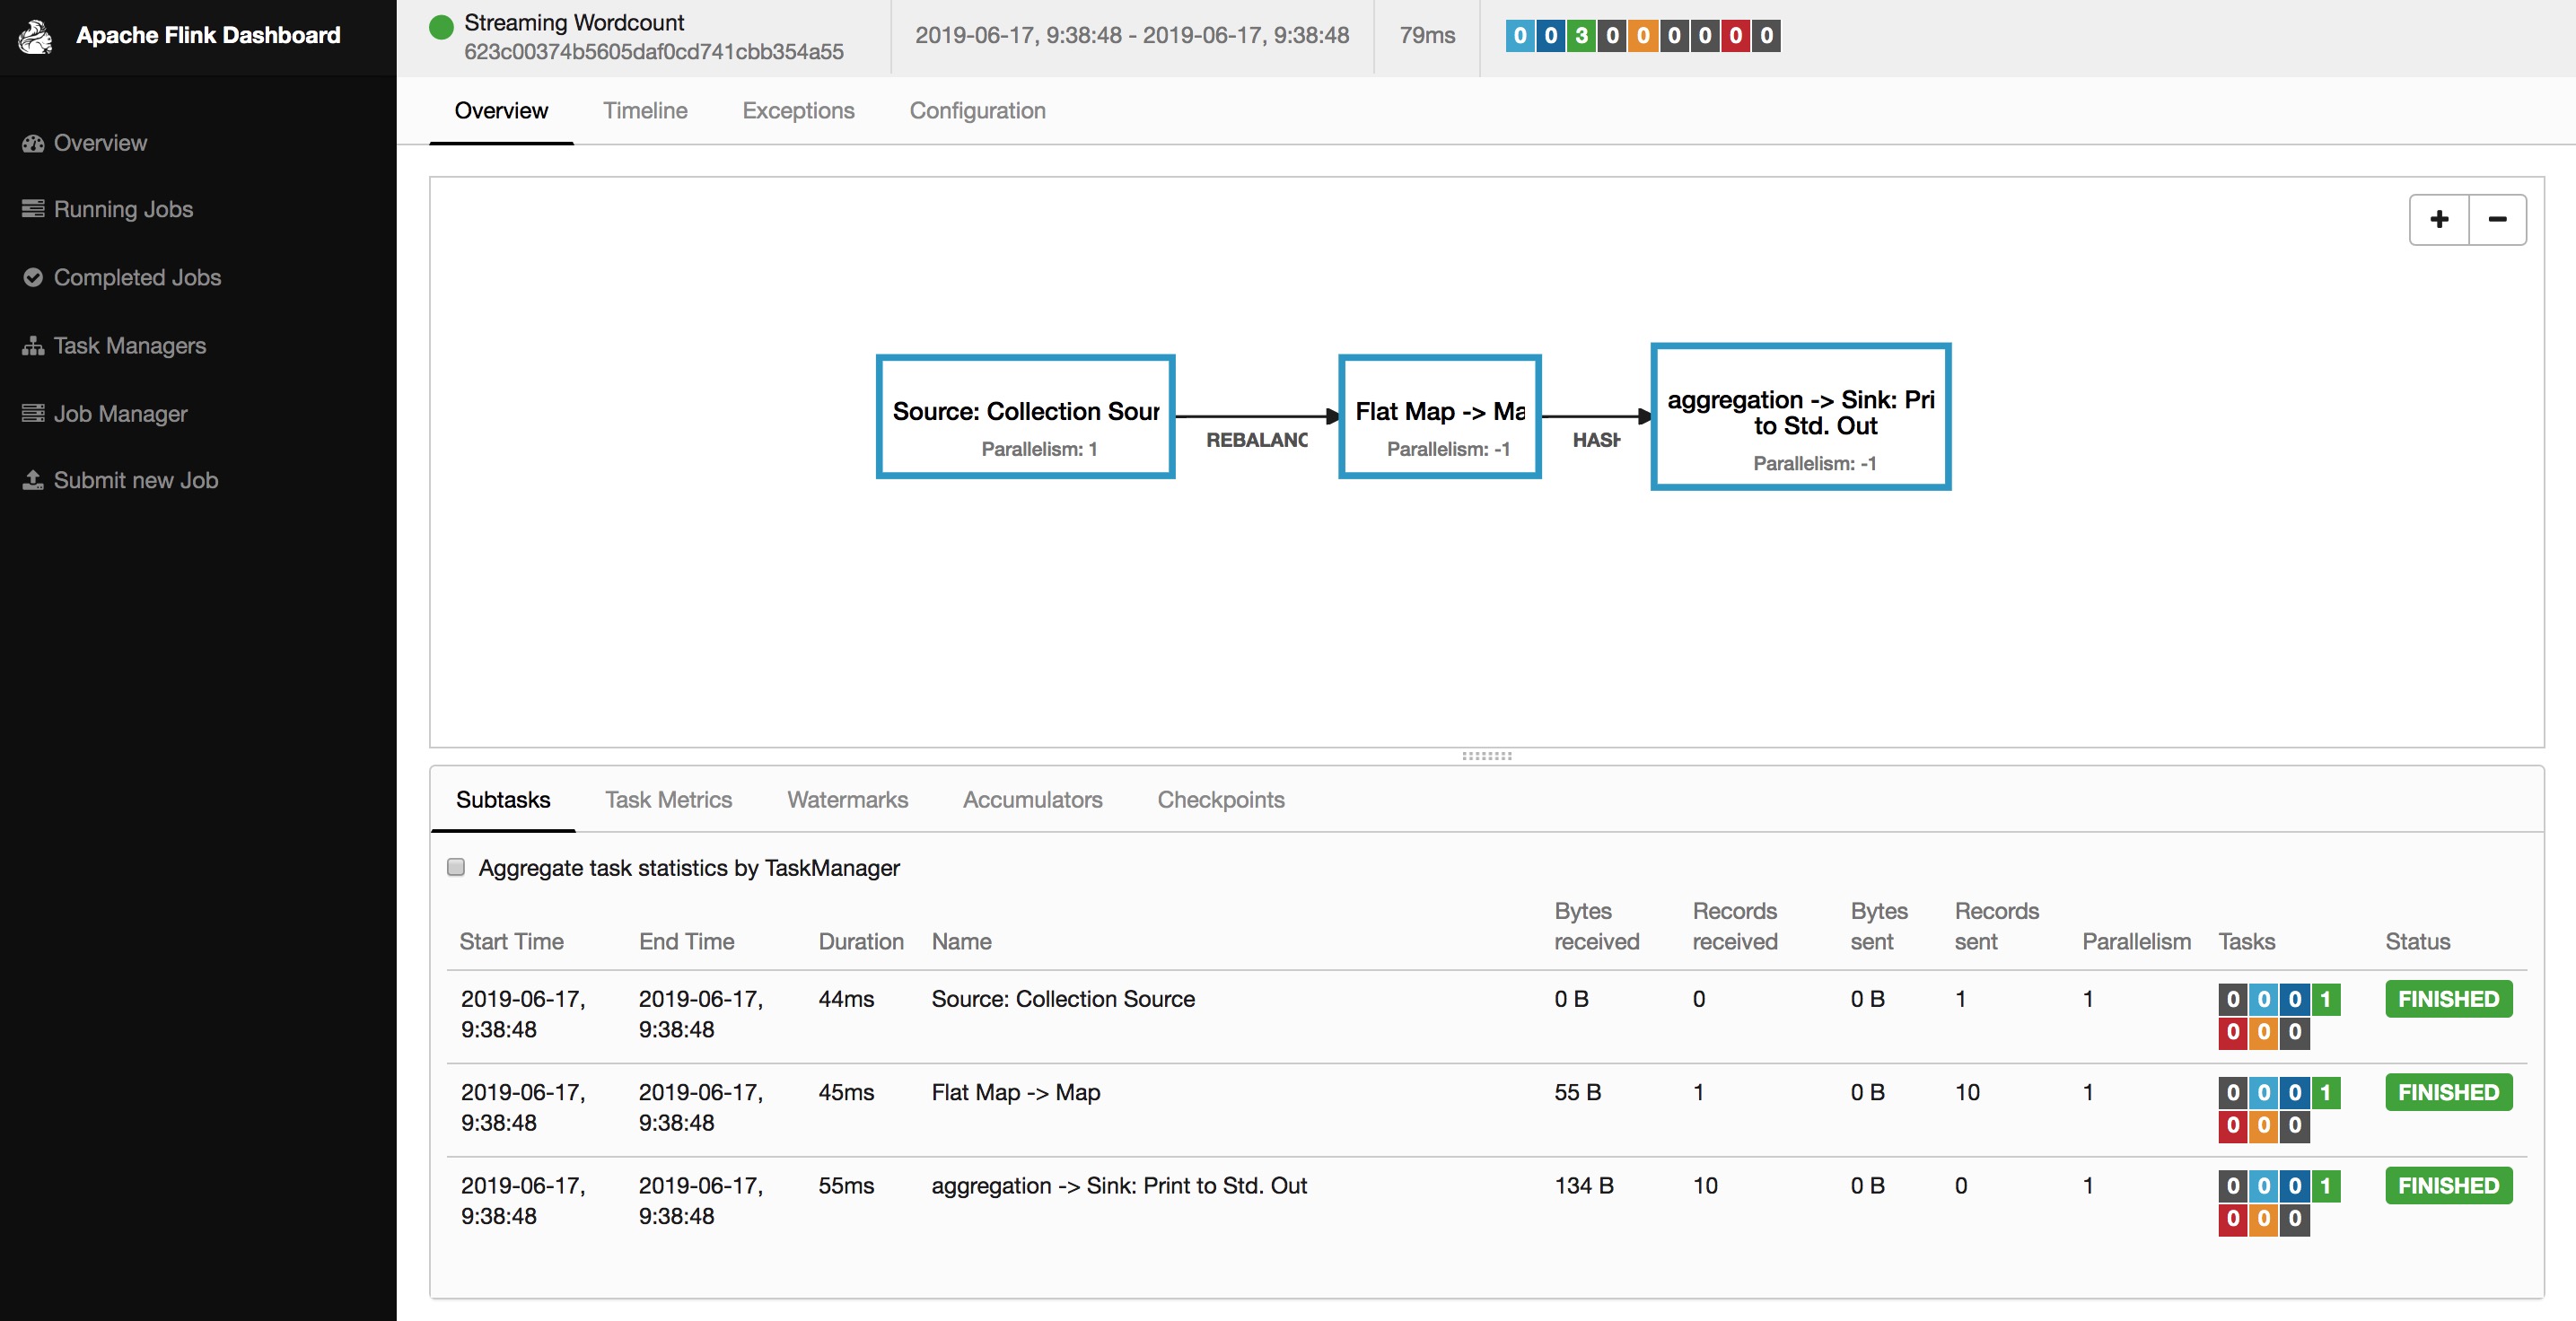 Apache Flink Dashboard
Overview
Running Jobs
Completed Jobs
Task Managers
Job Manager
Submit new Job
Streaming Wordcount
623c00374b5605daf0cd741cbb354a55
2019-06-17, 9:38:48 - 2019-06-17, 9:38:48
79ms
0 0 3 0 0 0 0 0 0
Overview Timeline Exceptions Configuration
+ −
Source: Collection Sour
Parallelism: 1
REBALANC
Flat Map -> Ma
Parallelism: -1
HASH
aggregation -> Sink: Pri
to Std. Out
Parallelism: -1
Subtasks Task Metrics Watermarks Accumulators Checkpoints
Aggregate task statistics by TaskManager
Start Time End Time Duration Name Bytes received Records received Bytes sent Records sent Parallelism Tasks Status
2019-06-17, 2019-06-17, 44ms Source: Collection Source 0 B 0 0 B 1 1 0 0 0 1 FINISHED
9:38:48 9:38:48 0 0 0
2019-06-17, 2019-06-17, 45ms Flat Map -> Map 55 B 1 0 B 10 1 0 0 0 1 FINISHED
9:38:48 9:38:48 0 0 0
2019-06-17, 2019-06-17, 55ms aggregation -> Sink: Print to Std. Out 134 B 10 0 B 0 1 0 0 0 1 FINISHED
9:38:48 9:38:48 0 0 0